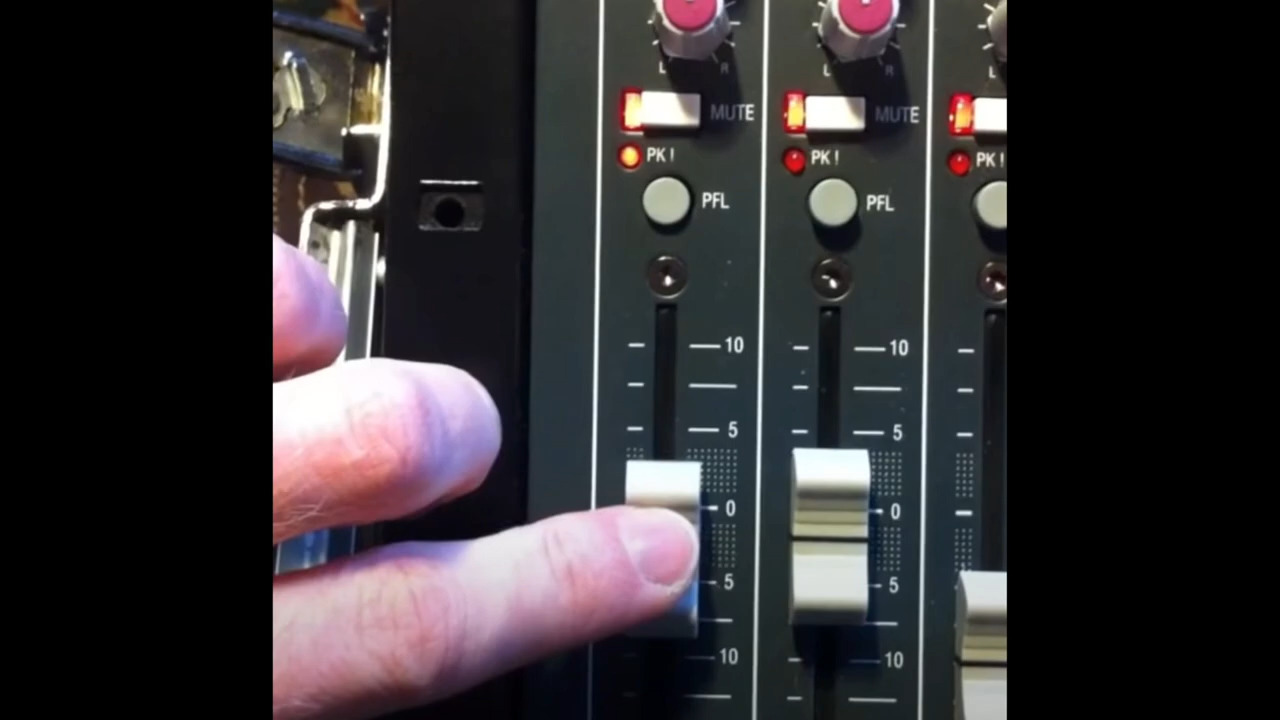 L R L R L
MUTE MUTE
PK! PK! PK!
PFL PFL
10 10
5 5
0 0
5 5
10 10